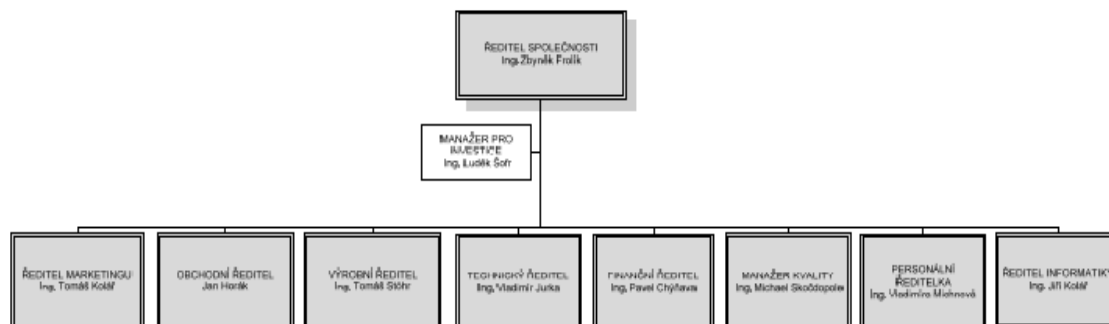 ŘEDITEL SPOLEČNOSTI
Ing. Zbyněk Frolík
MANAŽER PRO
INVESTICE
Ing. Luděk Šofr
ŘEDITEL MARKETINGU
Ing. Tomáš Kolář
OBCHODNÍ ŘEDITEL
Jan Horák
VÝROBNÍ ŘEDITEL
Ing. Tomáš Stöhr
TECHNICKÝ ŘEDITEL
Ing. Vladimír Jurka
FINANČNÍ ŘEDITEL
Ing. Pavel Chýňava
MANAŽER KVALITY
Ing. Michael Skočdopole
PERSONÁLNÍ
ŘEDITELKA
Ing. Vladimíra Michnová
ŘEDITEL INFORMATIKY
Ing. Jiří Kolář